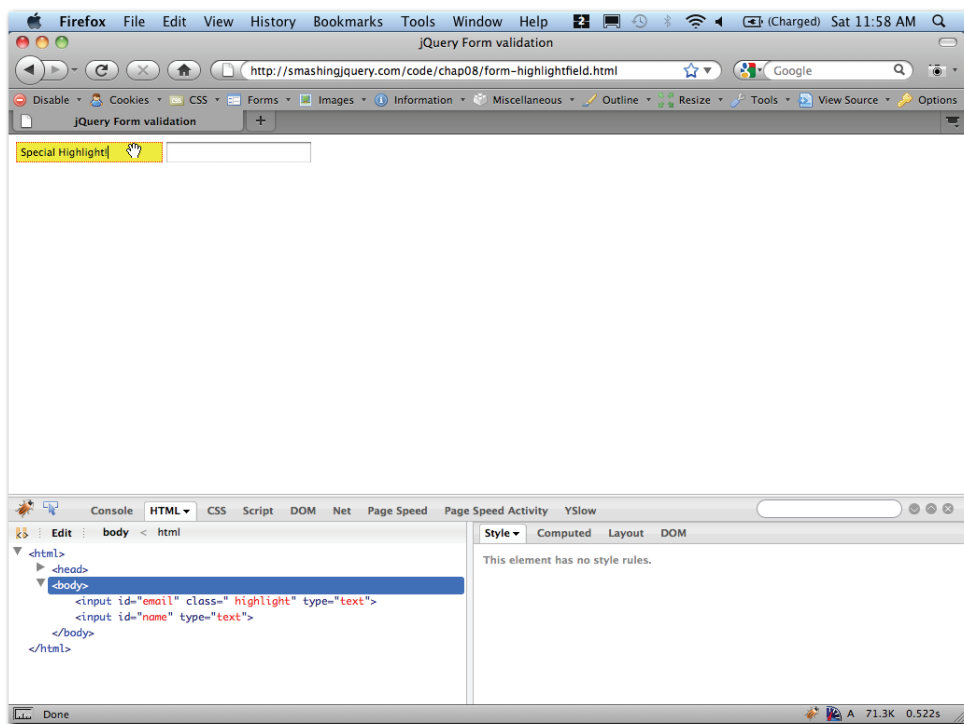 Firefox File Edit View History Bookmarks Tools Window Help 2 (Charged) Sat 11:58 AM
jQuery Form validation
http://smashingjquery.com/code/chap08/form-highlightfield.html Google
Disable Cookies CSS Forms Images Information Miscellaneous Outline Resize Tools View Source Options
jQuery Form validation +
Special Highlight!
Console HTML CSS Script DOM Net Page Speed Page Speed Activity YSlow
Edit body < html
Style Computed Layout DOM
<html>
<head>
<body>
<input id="email" class=" highlight" type="text">
<input id="name" type="text">
</body>
</html>
This element has no style rules.
Done A 71.3K 0.522s